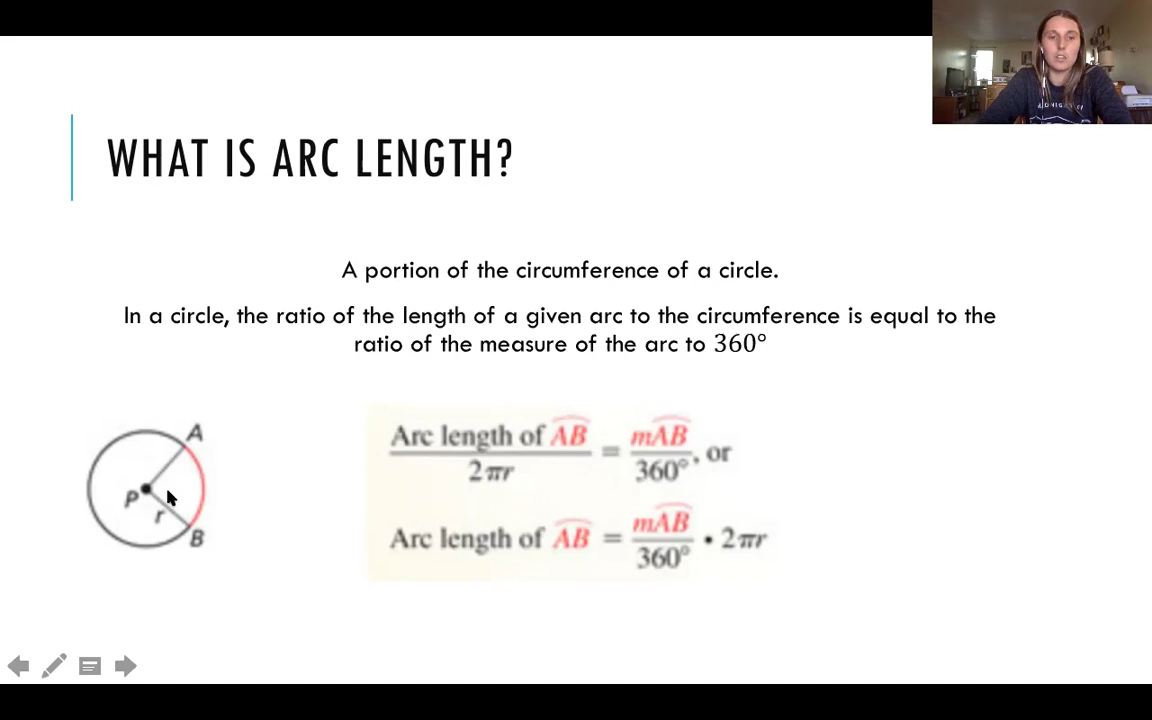 WHAT IS ARC LENGTH?
A portion of the circumference of a circle.
In a circle, the ratio of the length of a given arc to the circumference is equal to the
ratio of the measure of the arc to 360°
A
P
r
B
Arc length of AB / 2πr = mAB / 360°, or
Arc length of AB = mAB / 360° • 2πr